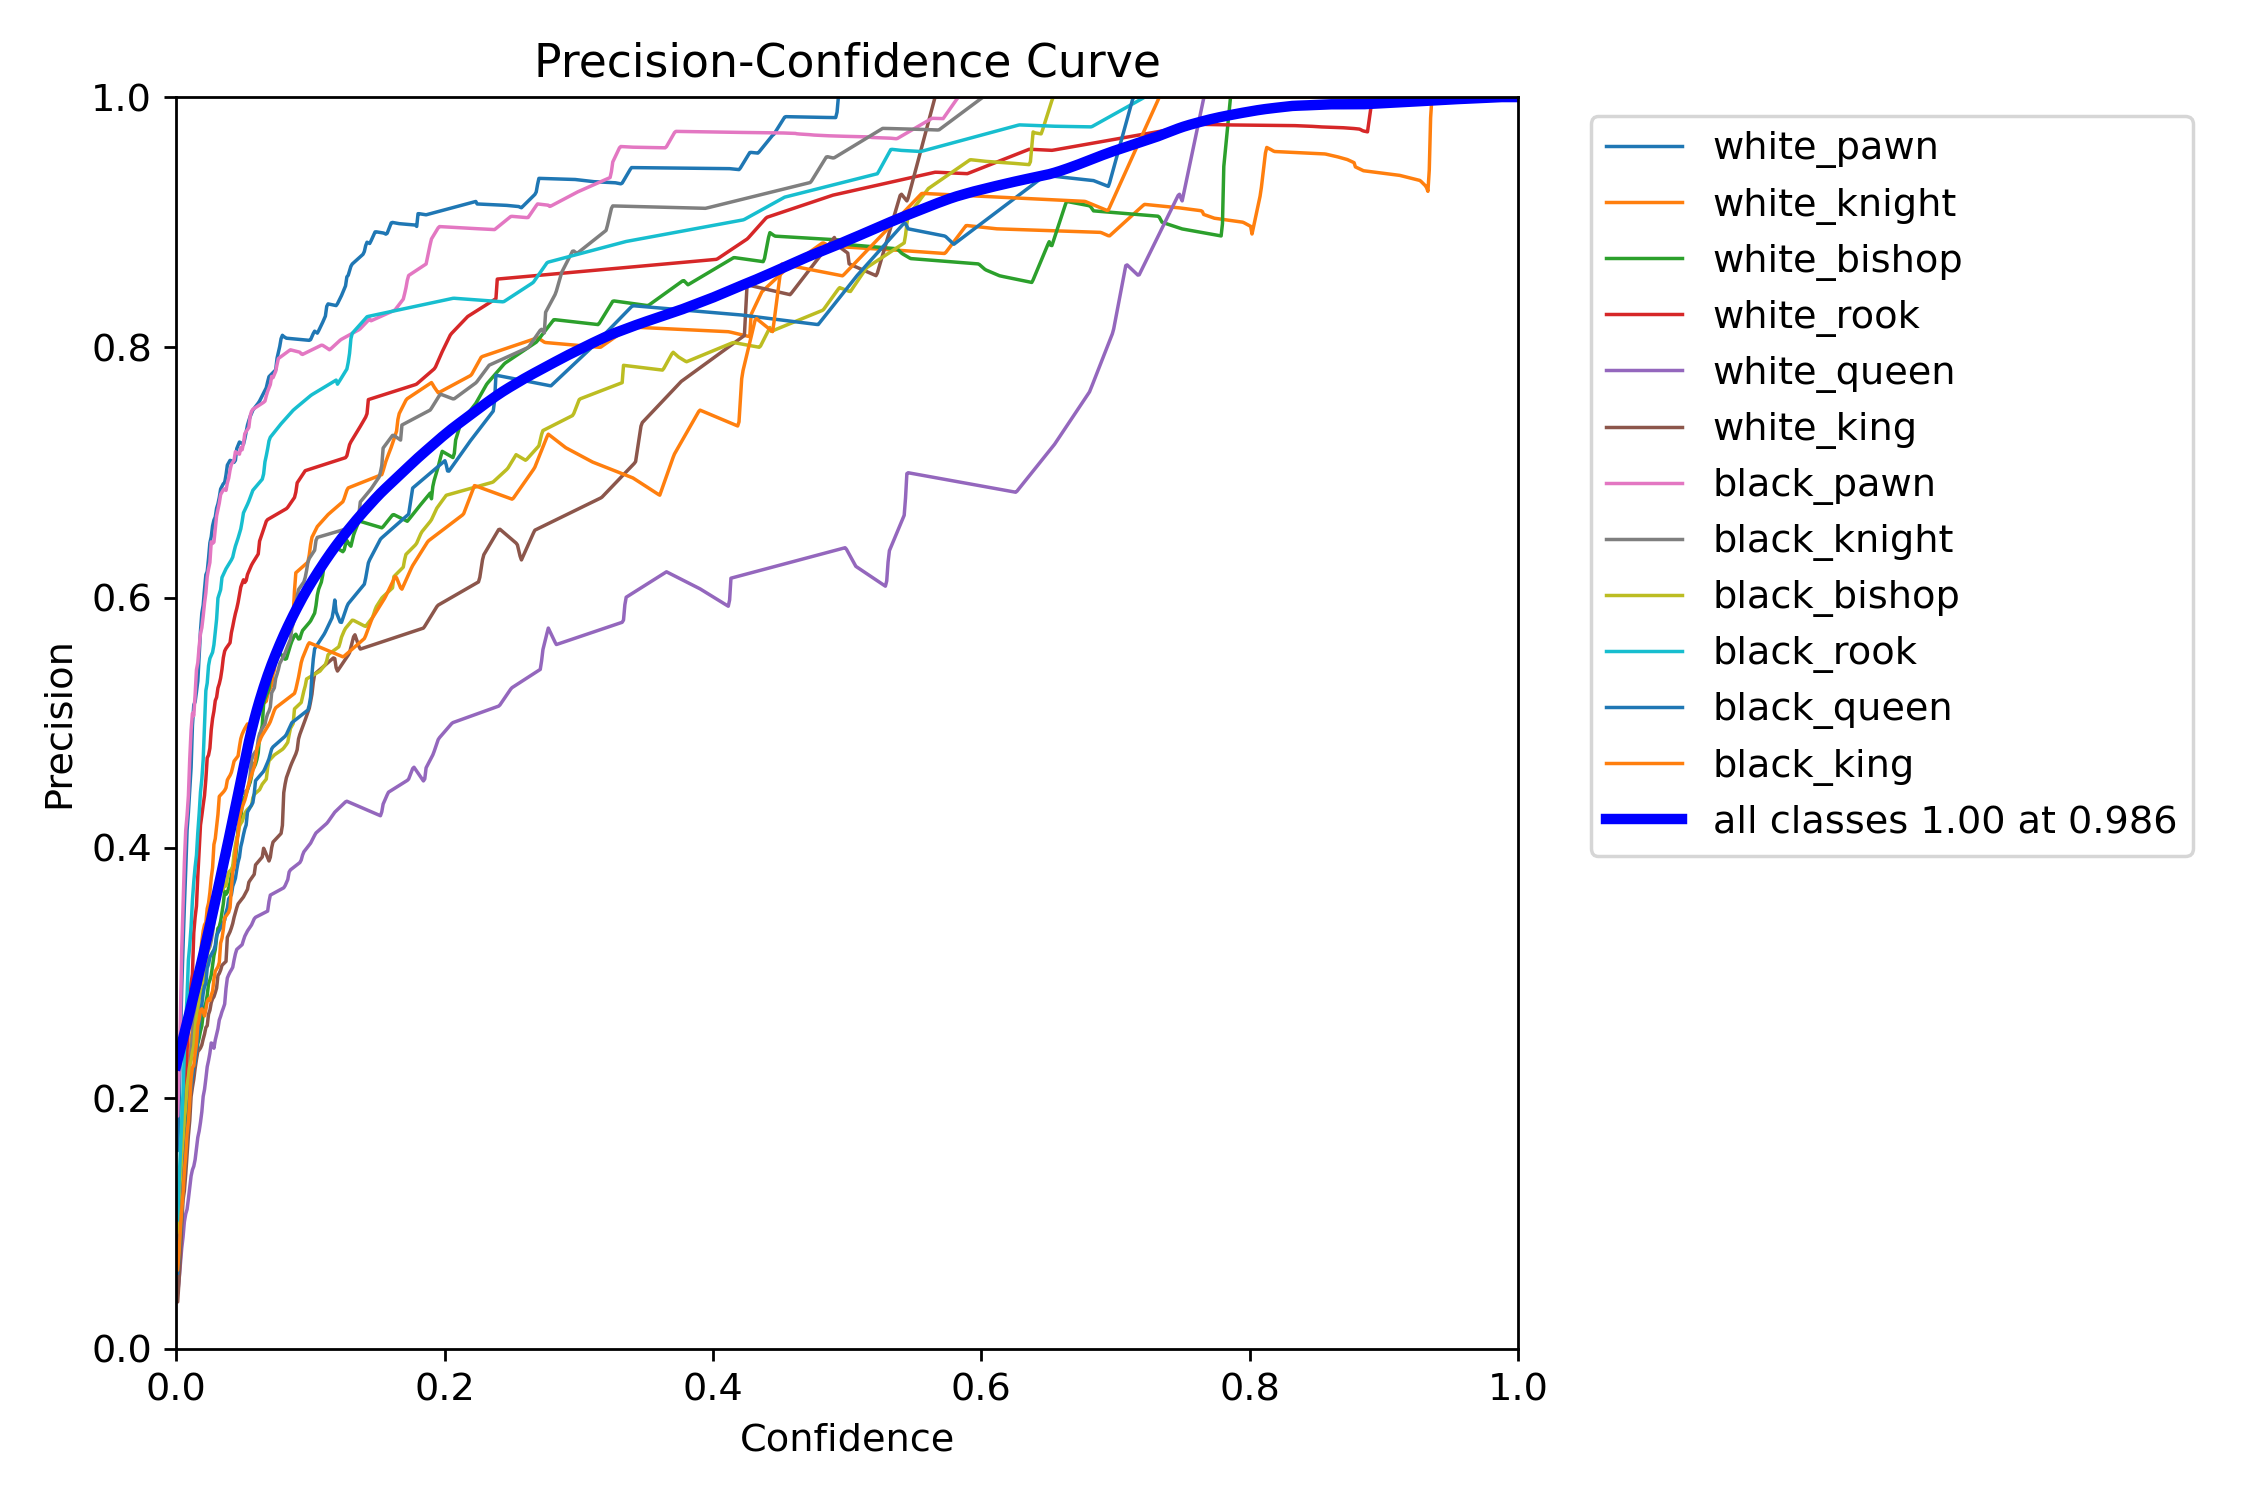 Precision-Confidence Curve
1.0
0.8
0.6
0.4
0.2
0.0
Precision
0.0 0.2 0.4 0.6 0.8 1.0
Confidence
white_pawn
white_knight
white_bishop
white_rook
white_queen
white_king
black_pawn
black_knight
black_bishop
black_rook
black_queen
black_king
all classes 1.00 at 0.986